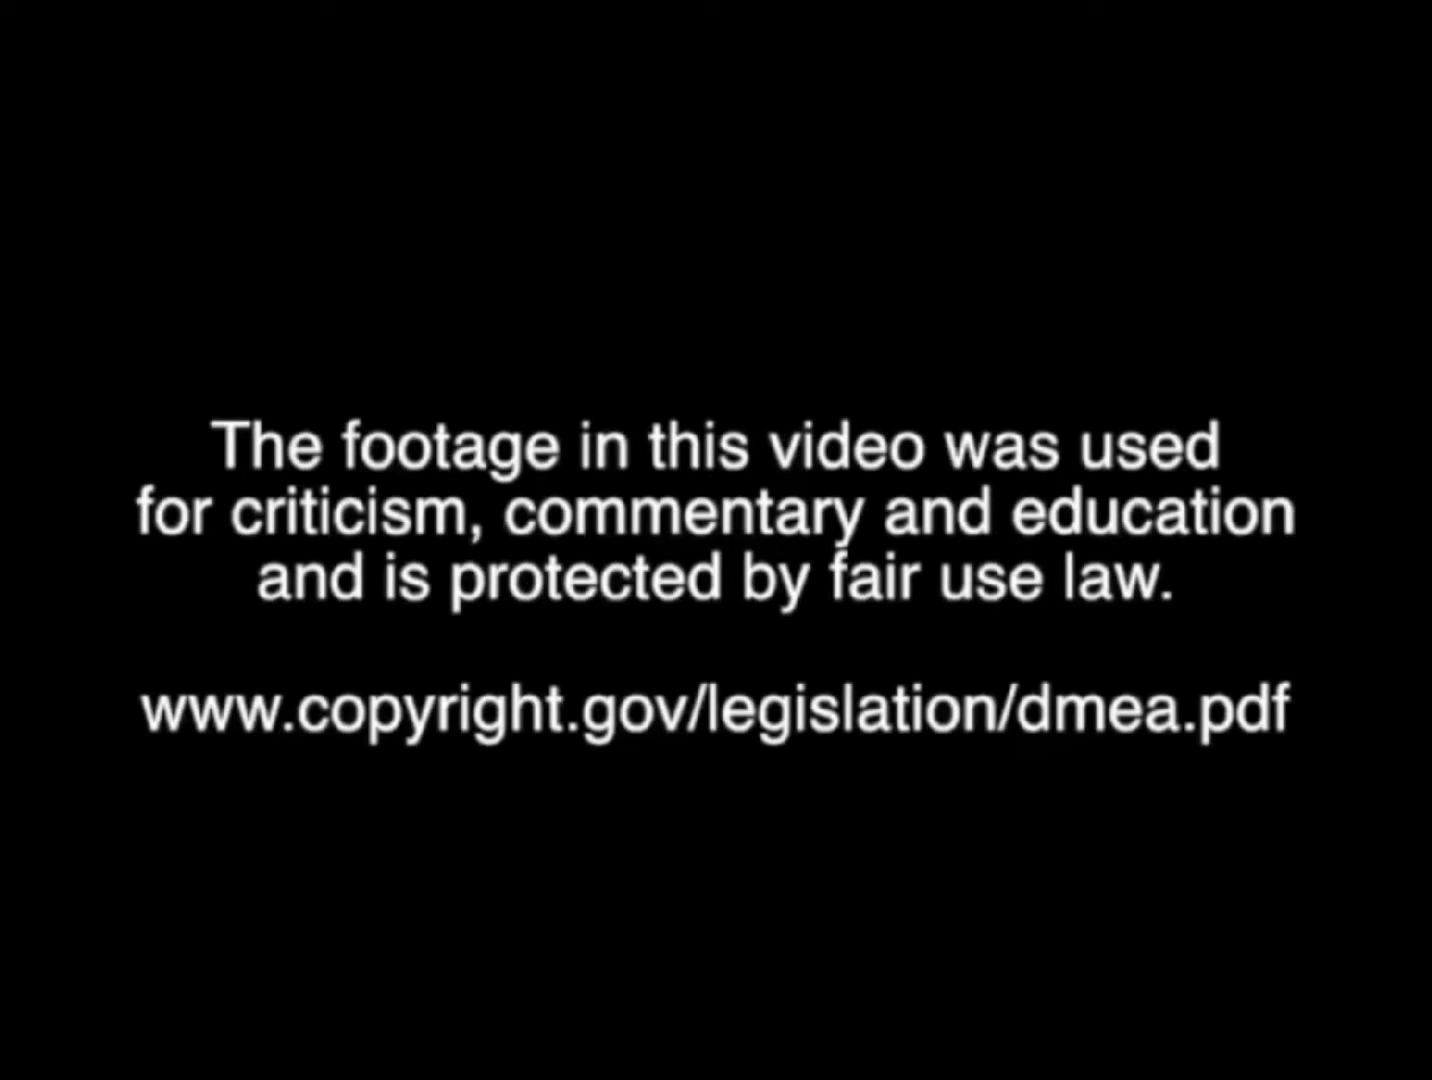 The footage in this video was used
for criticism, commentary and education
and is protected by fair use law.
www.copyright.gov/legislation/dmea.pdf